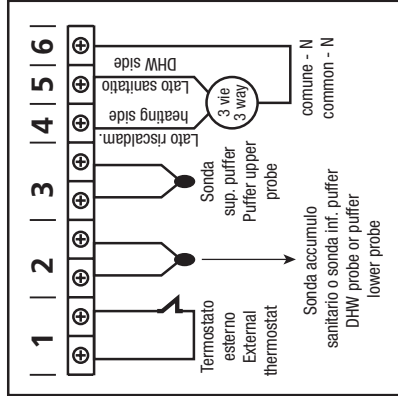 1 2 3 4 5 6
Termostato
esterno
External
thermostat
Sonda accumulo
sanitario o sonda inf. puffer
DHW probe or puffer
lower probe
Sonda
sup. puffer
Puffer upper
probe
Lato riscaldam.
heating side
Lato sanitatio
DHW side
3 vie
3 way
comune - N
common - N